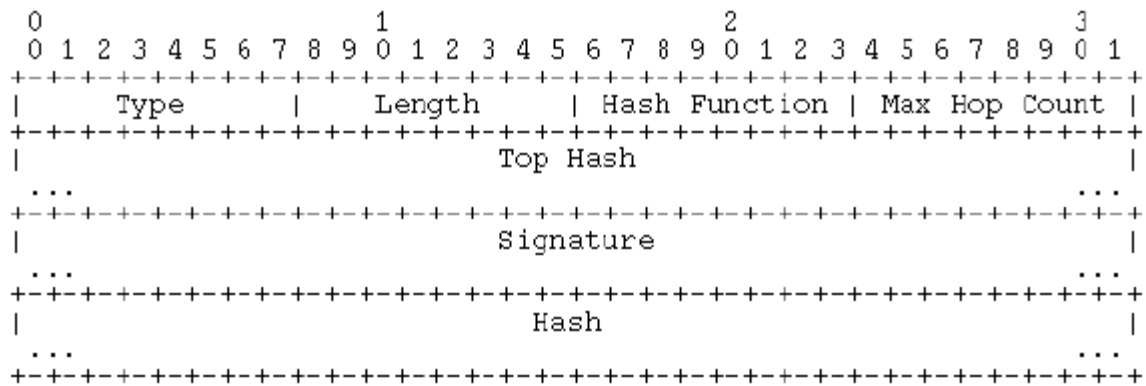 0                   1                   2                   3
 0 1 2 3 4 5 6 7 8 9 0 1 2 3 4 5 6 7 8 9 0 1 2 3 4 5 6 7 8 9 0 1
+-+-+-+-+-+-+-+-+-+-+-+-+-+-+-+-+-+-+-+-+-+-+-+-+-+-+-+-+-+-+-+-+
|     Type      |    Length     | Hash Function | Max Hop Count |
+-+-+-+-+-+-+-+-+-+-+-+-+-+-+-+-+-+-+-+-+-+-+-+-+-+-+-+-+-+-+-+-+
|                           Top Hash                            |
 ...                                                         ...
+-+-+-+-+-+-+-+-+-+-+-+-+-+-+-+-+-+-+-+-+-+-+-+-+-+-+-+-+-+-+-+-+
|                           Signature                           |
 ...                                                         ...
+-+-+-+-+-+-+-+-+-+-+-+-+-+-+-+-+-+-+-+-+-+-+-+-+-+-+-+-+-+-+-+-+
|                             Hash                              |
 ...                                                         ...
+-+-+-+-+-+-+-+-+-+-+-+-+-+-+-+-+-+-+-+-+-+-+-+-+-+-+-+-+-+-+-+-+